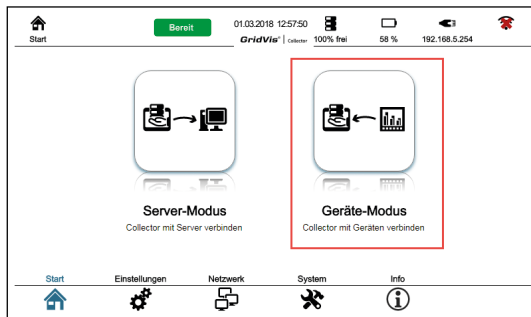 Bereit
01.03.2018 12:57:50
Start
GridVis® | Collector
100% frei
58 %
192.168.5.254
Server-Modus
Geräte-Modus
Collector mit Server verbinden
Collector mit Geräten verbinden
Start
Einstellungen
Netzwerk
System
Info